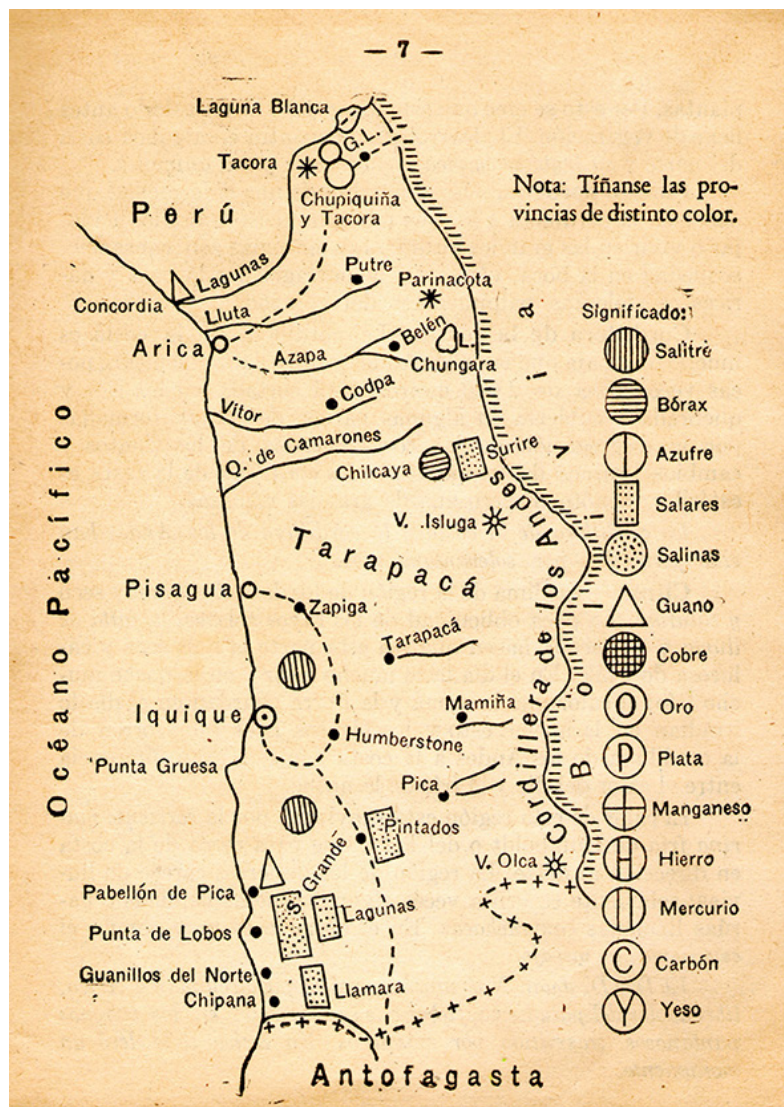 — 7 —
Laguna Blanca
G.L.
Tacora
Chupiquiña
y Tacora
Nota: Tíñanse las pro-
vincias de distinto color.
Perú
Lagunas
Concordia
Putre
Parinacota
Lluta
Arica
Azapa
Belén
L.
Chungara
Codpa
Vitor
Q. de Camarones
Chilcaya
Surire
V. Isluga
Tarapacá
Pisagua
Zapiga
Tarapacá
Iquique
Mamiña
Humberstone
Punta Gruesa
Pica
Pintados
S. Grande
V. Olca
Pabellón de Pica
Lagunas
Punta de Lobos
Guanillos del Norte
Chipana
Llamara
Antofagasta
Océano Pacífico
Cordillera de los Andes
Bolivia
Significado:
Salitre
Bórax
Azufre
Salares
Salinas
Guano
Cobre
O Oro
P Plata
Manganeso
H Hierro
Mercurio
C Carbón
Y Yeso